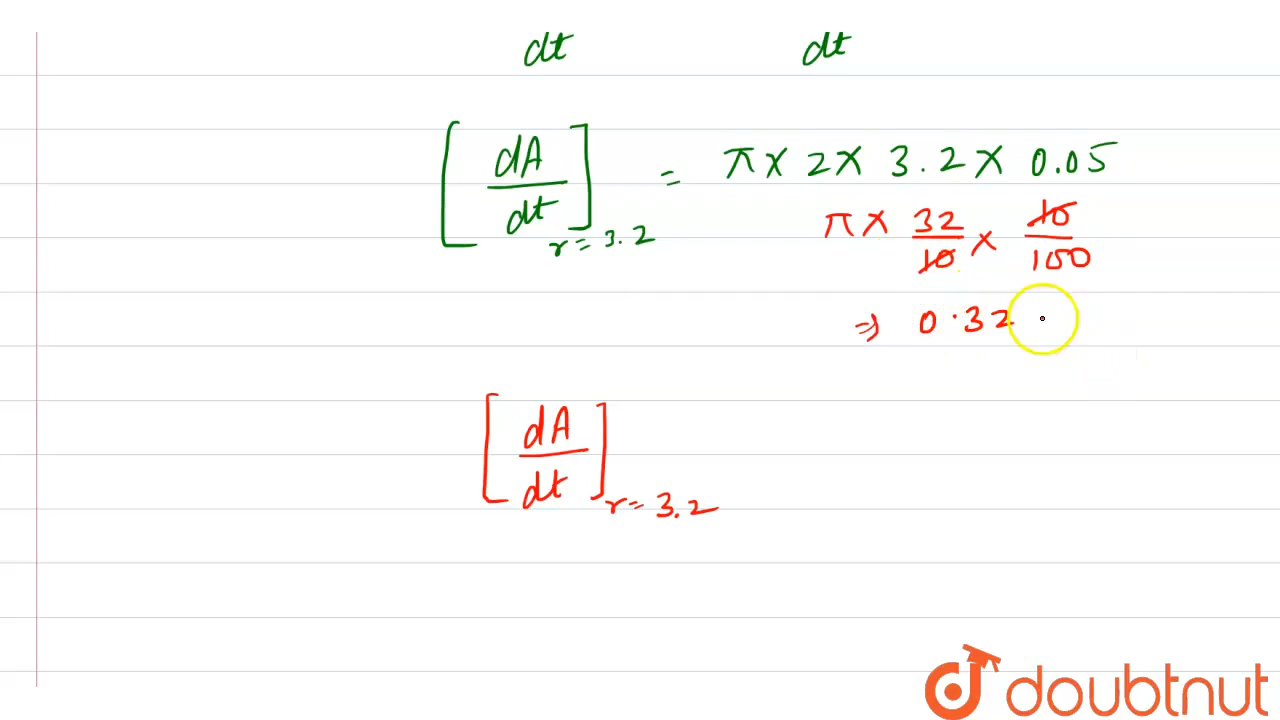 dt dt
[dA/dt]r=3.2 = π × 2 × 3.2 × 0.05
π × 32/10 × 10/100
⇒ 0.32
[dA/dt]r=3.2
doubtnut